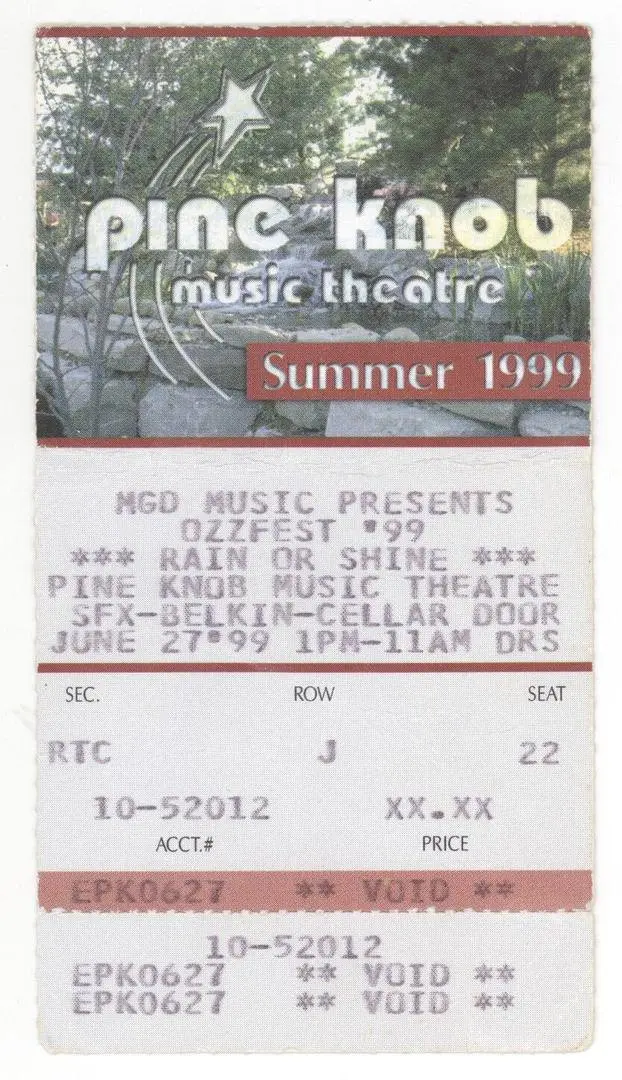 pine knob
music theatre
Summer 1999
MGD MUSIC PRESENTS
OZZFEST '99
*** RAIN OR SHINE ***
PINE KNOB MUSIC THEATRE
SFX-BELKIN-CELLAR DOOR
JUNE 27'99 1PM-11AM DRS
SEC. ROW SEAT
RTC J 22
10-52012 XX.XX
ACCT.# PRICE
EPK0627 ** VOID **
10-52012
EPK0627 ** VOID **
EPK0627 ** VOID **